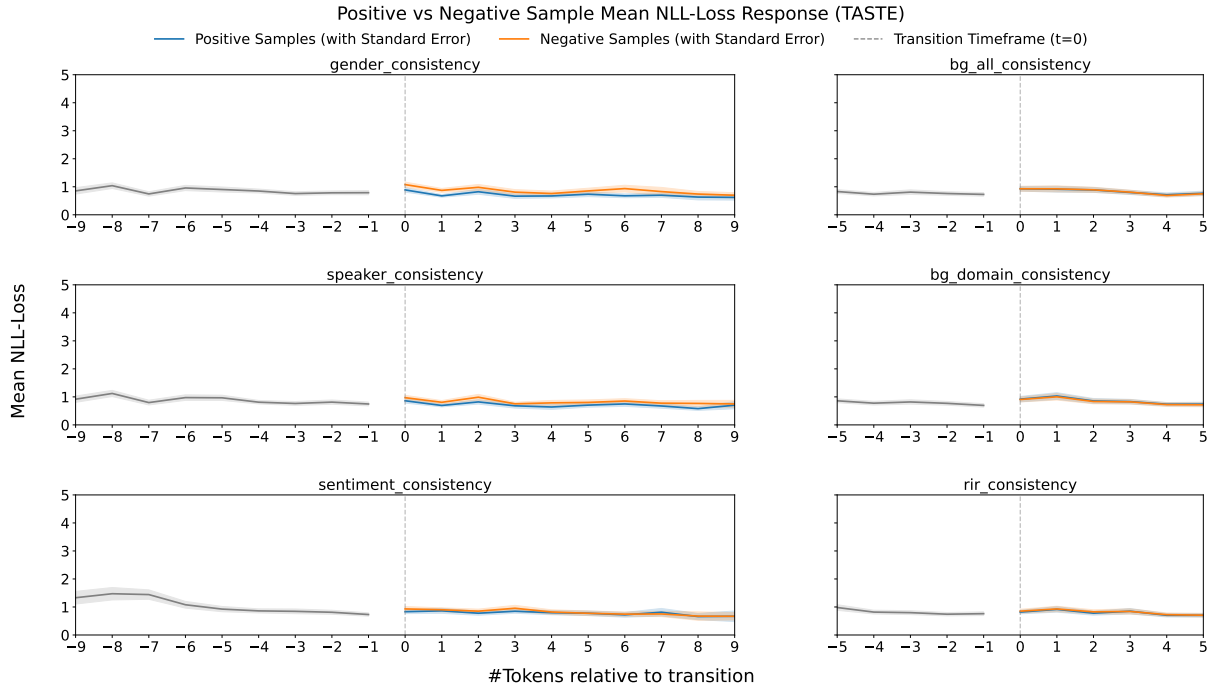 Positive vs Negative Sample Mean NLL-Loss Response (TASTE)
Positive Samples (with Standard Error) Negative Samples (with Standard Error) Transition Timeframe (t=0)
gender_consistency
5
4
3
2
1
0
−9 −8 −7 −6 −5 −4 −3 −2 −1 0 1 2 3 4 5 6 7 8 9
bg_all_consistency
−5 −4 −3 −2 −1 0 1 2 3 4 5
speaker_consistency
5
4
3
2
1
0
−9 −8 −7 −6 −5 −4 −3 −2 −1 0 1 2 3 4 5 6 7 8 9
bg_domain_consistency
−5 −4 −3 −2 −1 0 1 2 3 4 5
Mean NLL-Loss
sentiment_consistency
5
4
3
2
1
0
−9 −8 −7 −6 −5 −4 −3 −2 −1 0 1 2 3 4 5 6 7 8 9
rir_consistency
−5 −4 −3 −2 −1 0 1 2 3 4 5
#Tokens relative to transition